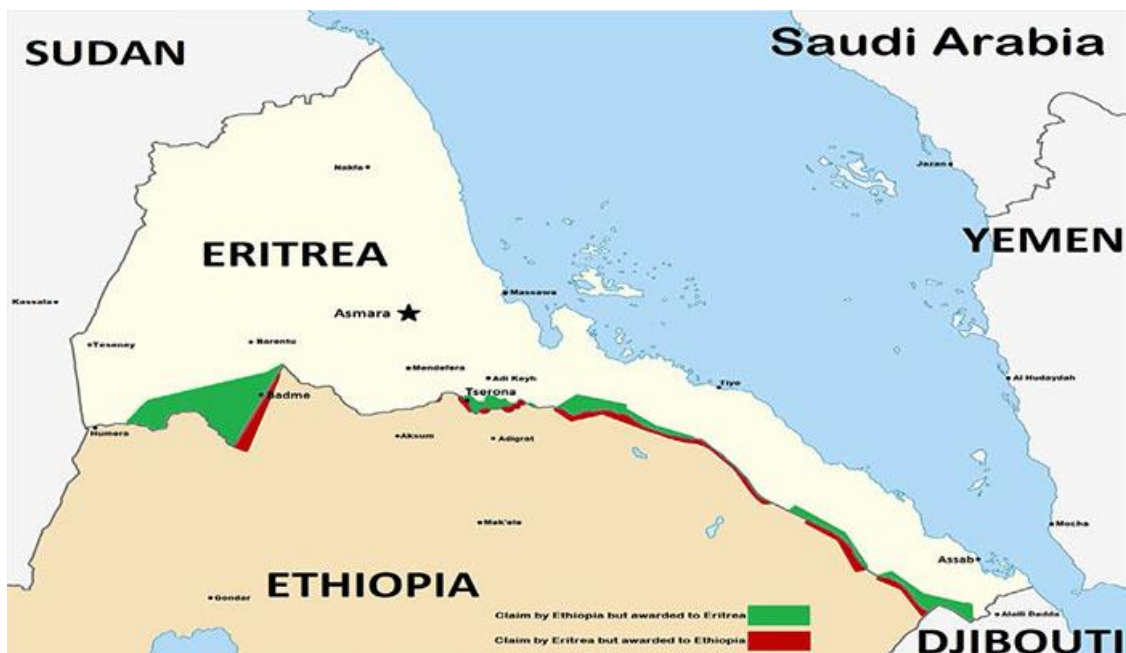 SUDAN
Saudi Arabia
Nakfa
Jazan
YEMEN
ERITREA
Kassala
Massawa
Asmara
Teseney
Barentu
Mendefera
Adi Keyh
Al Hudaydah
Tiyo
Tserona
Badme
Humera
Aksum
Adigrat
Mek'ele
Mocha
Assab
ETHIOPIA
Gondar
Claim by Ethiopia but awarded to Eritrea
Alaili Dadda
Claim by Eritrea but awarded to Ethiopia
DJIBOUTI